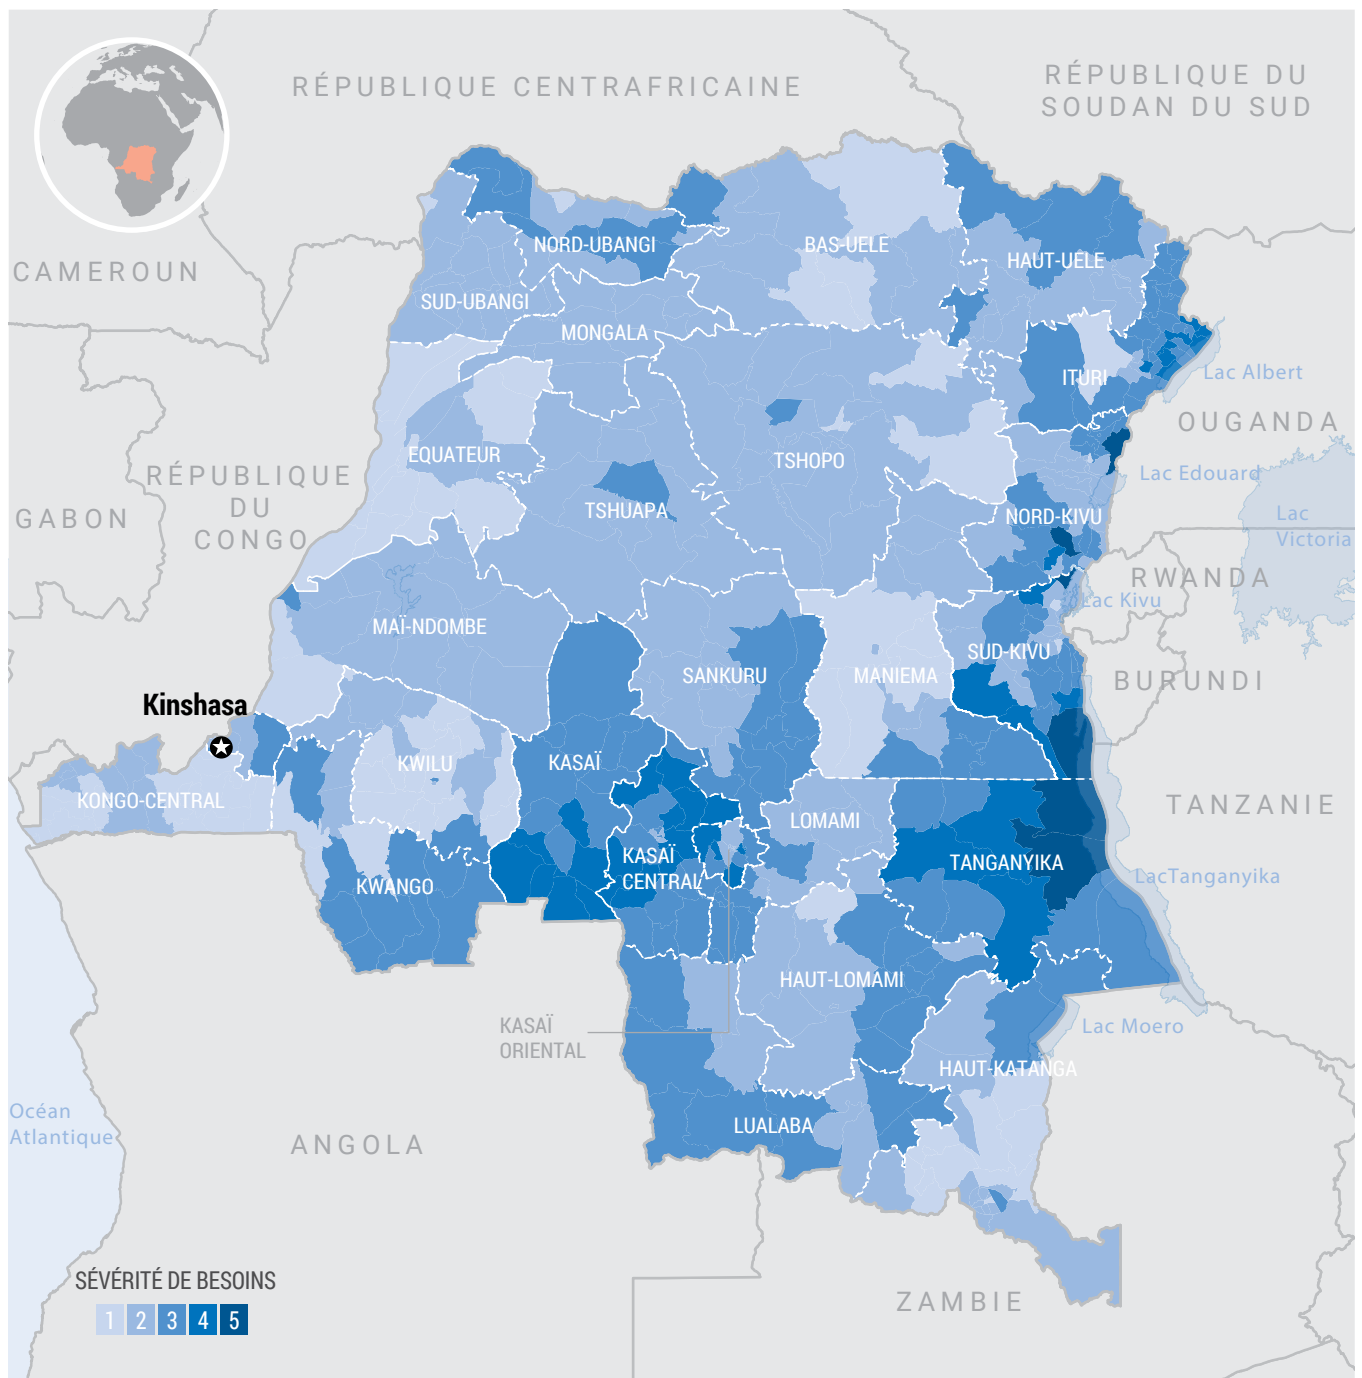 RÉPUBLIQUE CENTRAFRICAINE
RÉPUBLIQUE DU
SOUDAN DU SUD
CAMEROUN
NORD-UBANGI
BAS-UELE
HAUT-UELE
SUD-UBANGI
MONGALA
ITURI
Lac Albert
OUGANDA
EQUATEUR
TSHOPO
Lac Edouard
RÉPUBLIQUE
DU
CONGO
GABON
TSHUAPA
NORD-KIVU
Lac
Victoria
RWANDA
Lac Kivu
MAÏ-NDOMBE
SUD-KIVU
SANKURU
MANIEMA
BURUNDI
Kinshasa
KWILU
KASAÏ
KONGO-CENTRAL
TANZANIE
LOMAMI
KASAÏ
CENTRAL
TANGANYIKA
LacTanganyika
KWANGO
HAUT-LOMAMI
KASAÏ
ORIENTAL
Lac Moero
HAUT-KATANGA
Océan
Atlantique
LUALABA
ANGOLA
SÉVÉRITÉ DE BESOINS
1 2 3 4 5
ZAMBIE